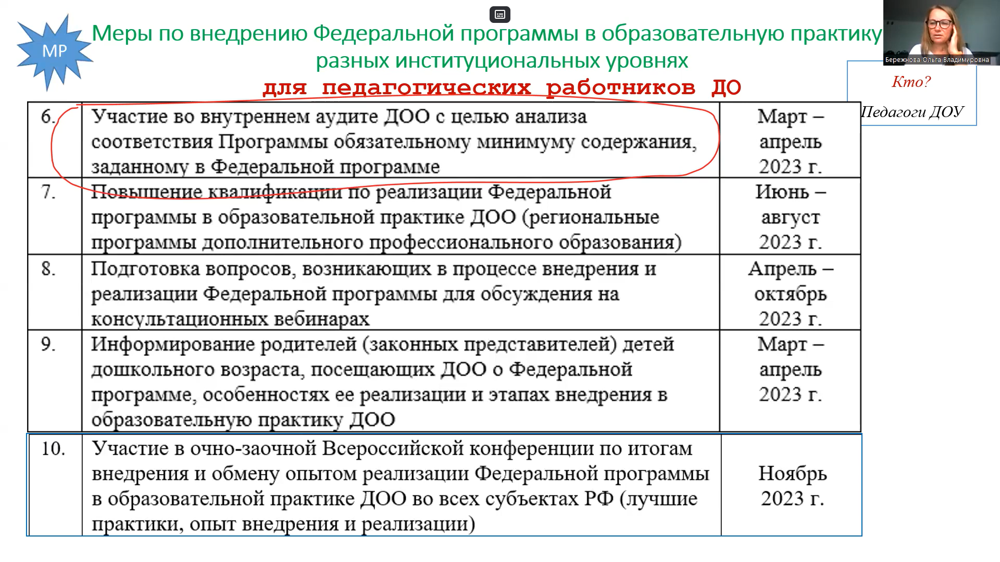 МР
Меры по внедрению Федеральной программы в образовательную практику
разных институциональных уровнях
для педагогических работников ДО
Бережнова Ольга Владимировна
Кто?
Педагоги ДОУ
6. Участие во внутреннем аудите ДОО с целью анализа
соответствия Программы обязательному минимуму содержания,
заданному в Федеральной программе
Март –
апрель
2023 г.
7. Повышение квалификации по реализации Федеральной
программы в образовательной практике ДОО (региональные
программы дополнительного профессионального образования)
Июнь –
август
2023 г.
8. Подготовка вопросов, возникающих в процессе внедрения и
реализации Федеральной программы для обсуждения на
консультационных вебинарах
Апрель –
октябрь
2023 г.
9. Информирование родителей (законных представителей) детей
дошкольного возраста, посещающих ДОО о Федеральной
программе, особенностях ее реализации и этапах внедрения в
образовательную практику ДОО
Март –
апрель
2023 г.
10. Участие в очно-заочной Всероссийской конференции по итогам
внедрения и обмену опытом реализации Федеральной программы
в образовательной практике ДОО во всех субъектах РФ (лучшие
практики, опыт внедрения и реализации)
Ноябрь
2023 г.